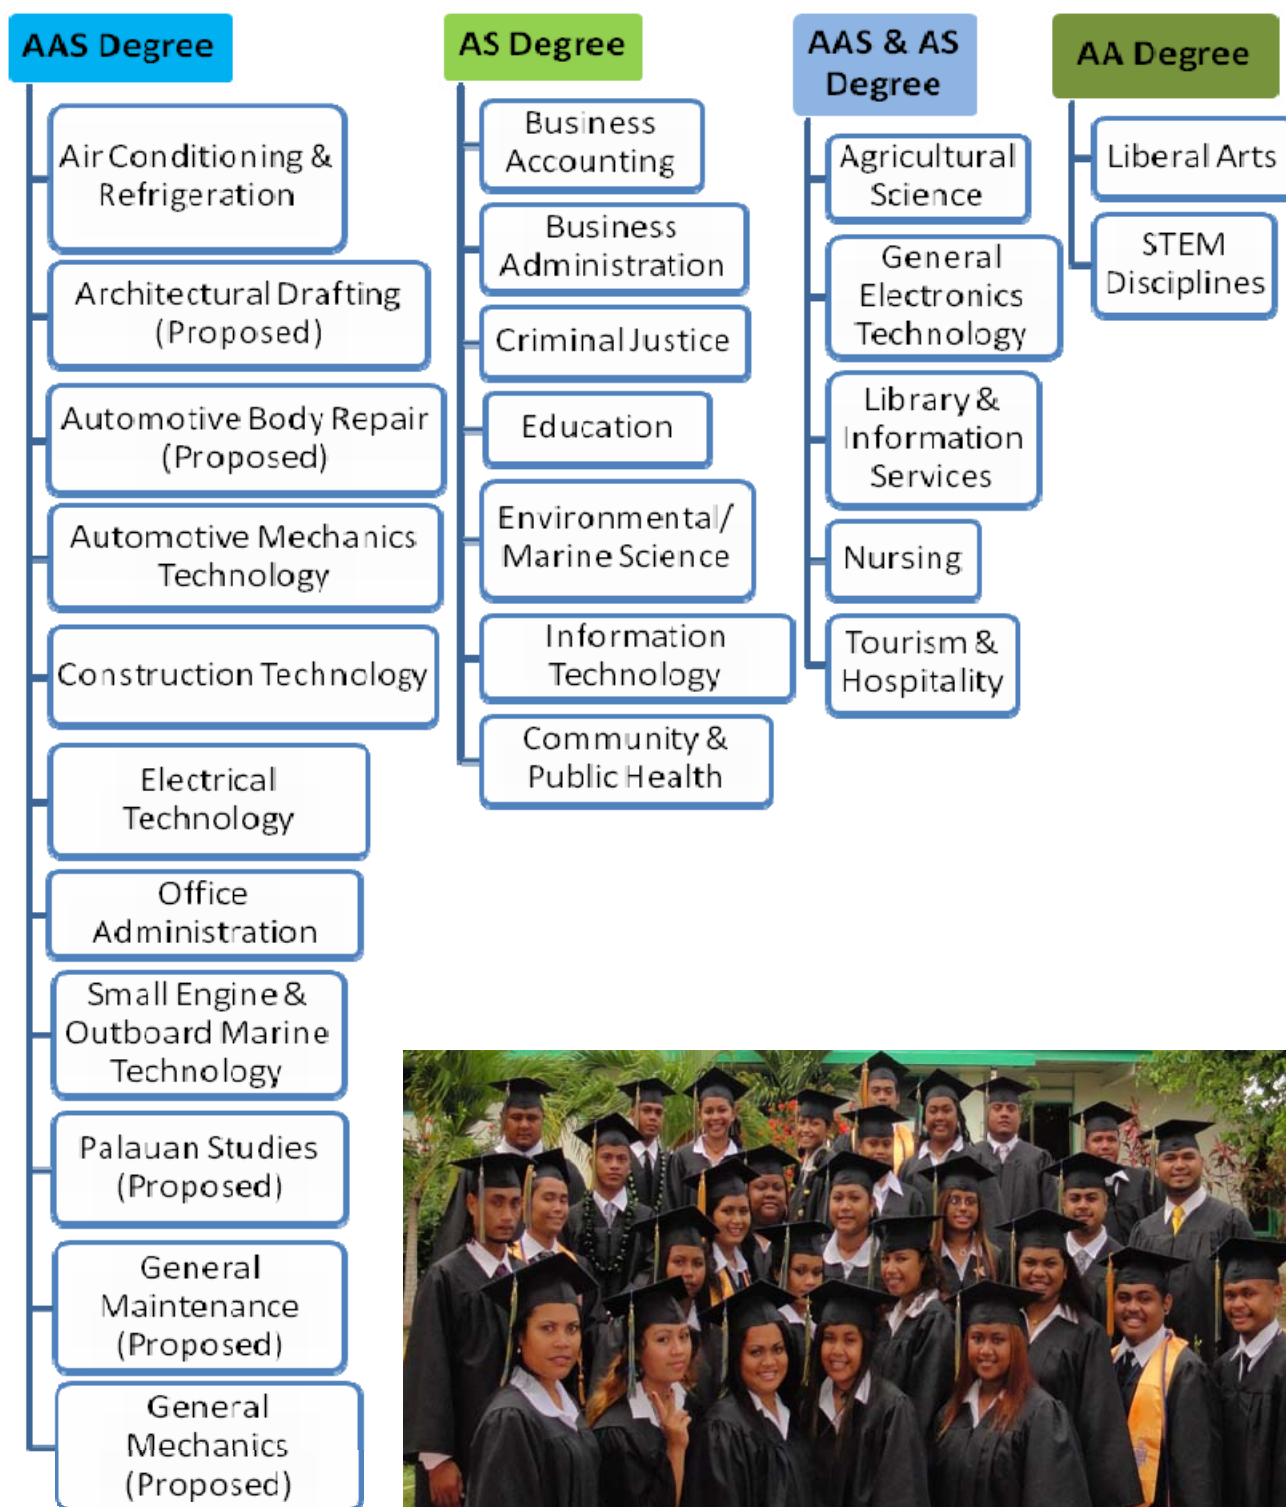 AAS Degree
Air Conditioning &
Refrigeration
Architectural Drafting
(Proposed)
Automotive Body Repair
(Proposed)
Automotive Mechanics
Technology
Construction Technology
Electrical
Technology
Office
Administration
Small Engine &
Outboard Marine
Technology
Palauan Studies
(Proposed)
General
Maintenance
(Proposed)
General
Mechanics
(Proposed)
AS Degree
Business
Accounting
Business
Administration
Criminal Justice
Education
Environmental/
Marine Science
Information
Technology
Community &
Public Health
AAS & AS
Degree
Agricultural
Science
General
Electronics
Technology
Library &
Information
Services
Nursing
Tourism &
Hospitality
AA Degree
Liberal Arts
STEM
Disciplines